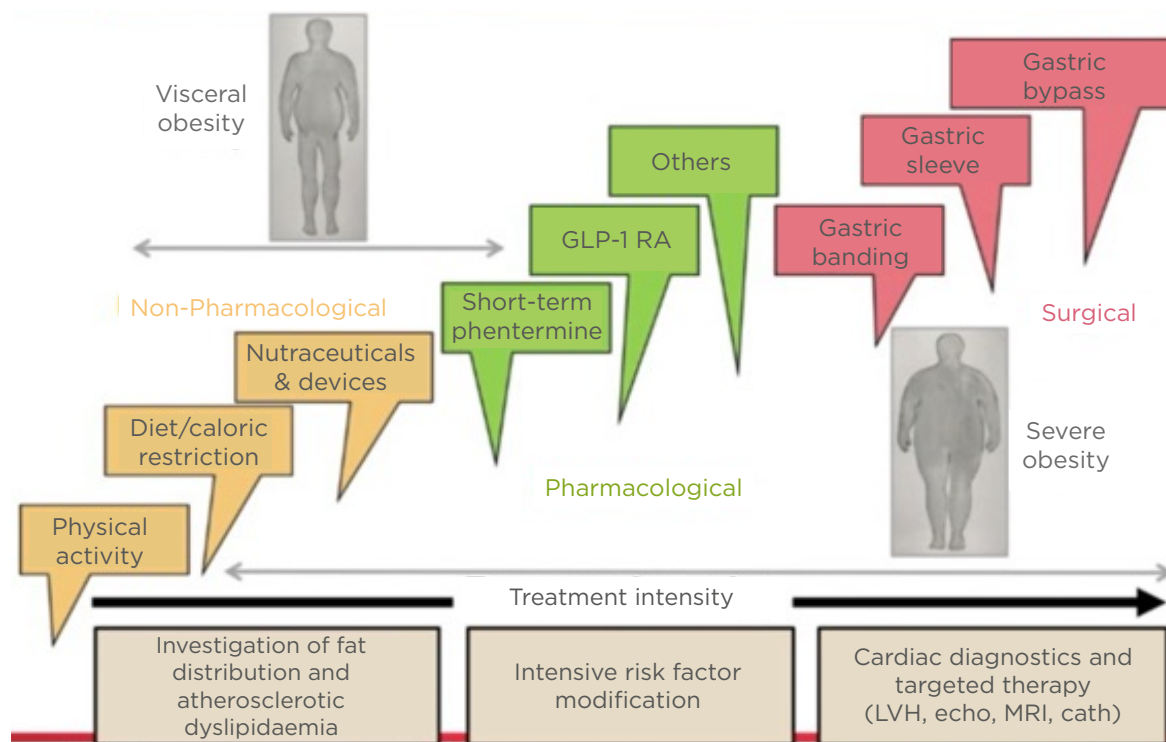 Visceral
obesity
Gastric
bypass
Gastric
sleeve
Others
GLP-1 RA
Gastric
banding
Non-Pharmacological
Short-term
phentermine
Surgical
Nutraceuticals
& devices
Diet/caloric
restriction
Severe
obesity
Pharmacological
Physical
activity
Treatment intensity
Investigation of fat
distribution and
atherosclerotic
dyslipidaemia
Intensive risk factor
modification
Cardiac diagnostics and
targeted therapy
(LVH, echo, MRI, cath)